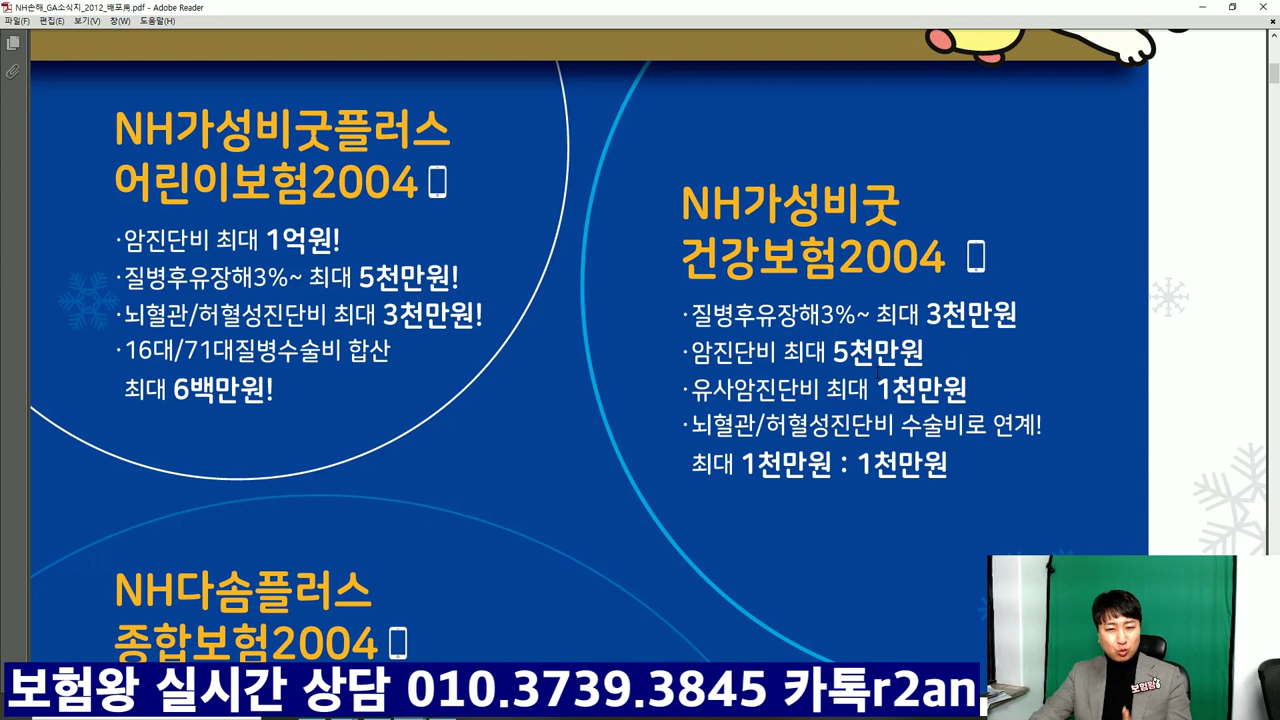 NH손해_GA소식지_2012_배포用.pdf - Adobe Reader
파일(F) 편집(E) 보기(V) 창(W) 도움말(H)
NH가성비굿플러스
어린이보험2004
·암진단비 최대 1억원!
·질병후유장해3%~ 최대 5천만원!
·뇌혈관/허혈성진단비 최대 3천만원!
·16대/71대질병수술비 합산
최대 6백만원!
NH가성비굿
건강보험2004
·질병후유장해3%~ 최대 3천만원
·암진단비 최대 5천만원
·유사암진단비 최대 1천만원
·뇌혈관/허혈성진단비 수술비로 연계!
최대 1천만원 : 1천만원
NH다솜플러스
종합보험2004
보험왕
보험왕 실시간 상담 010.3739.3845 카톡r2an